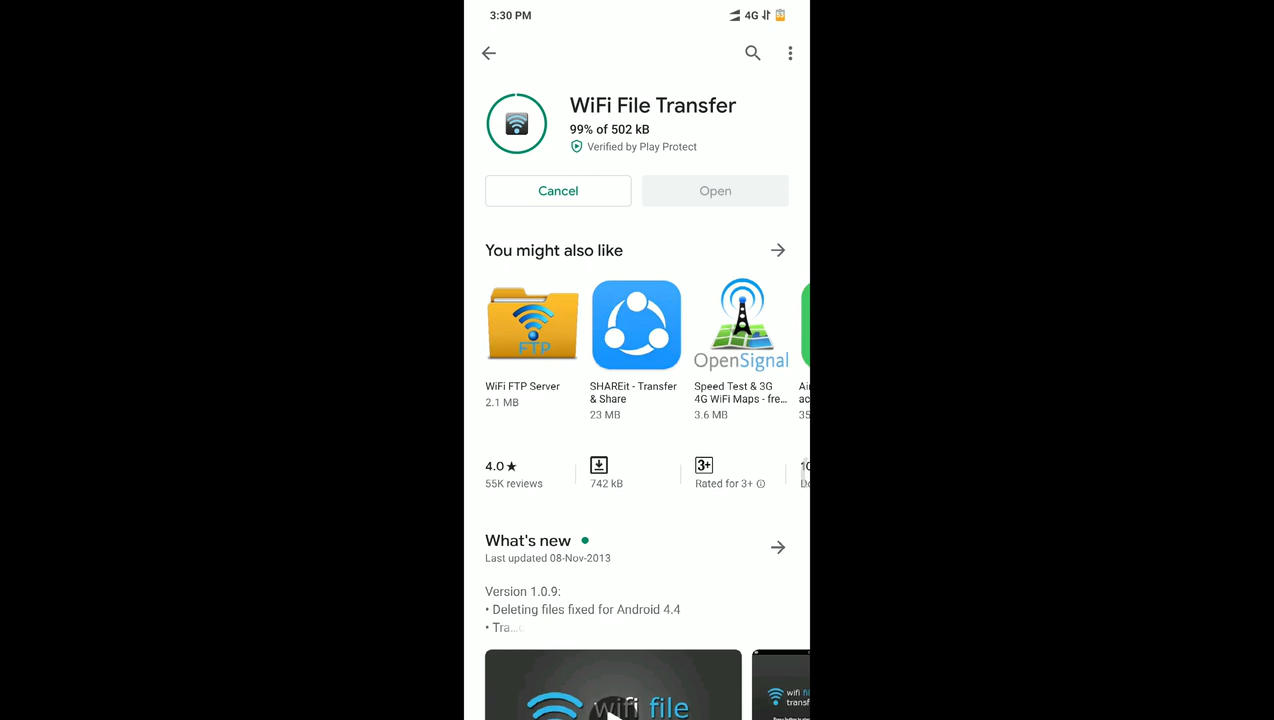 3:30 PM
4G
WiFi File Transfer
99% of 502 kB
Verified by Play Protect
Cancel
Open
You might also like
FTP
OpenSignal
WiFi FTP Server
SHAREit - Transfer
Speed Test & 3G
& Share
4G WiFi Maps - fre...
2.1 MB
23 MB
3.6 MB
4.0★
3+
55K reviews
742 kB
Rated for 3+
What's new
Last updated 08-Nov-2013
Version 1.0.9:
• Deleting files fixed for Android 4.4
wifi file
wifi
transf